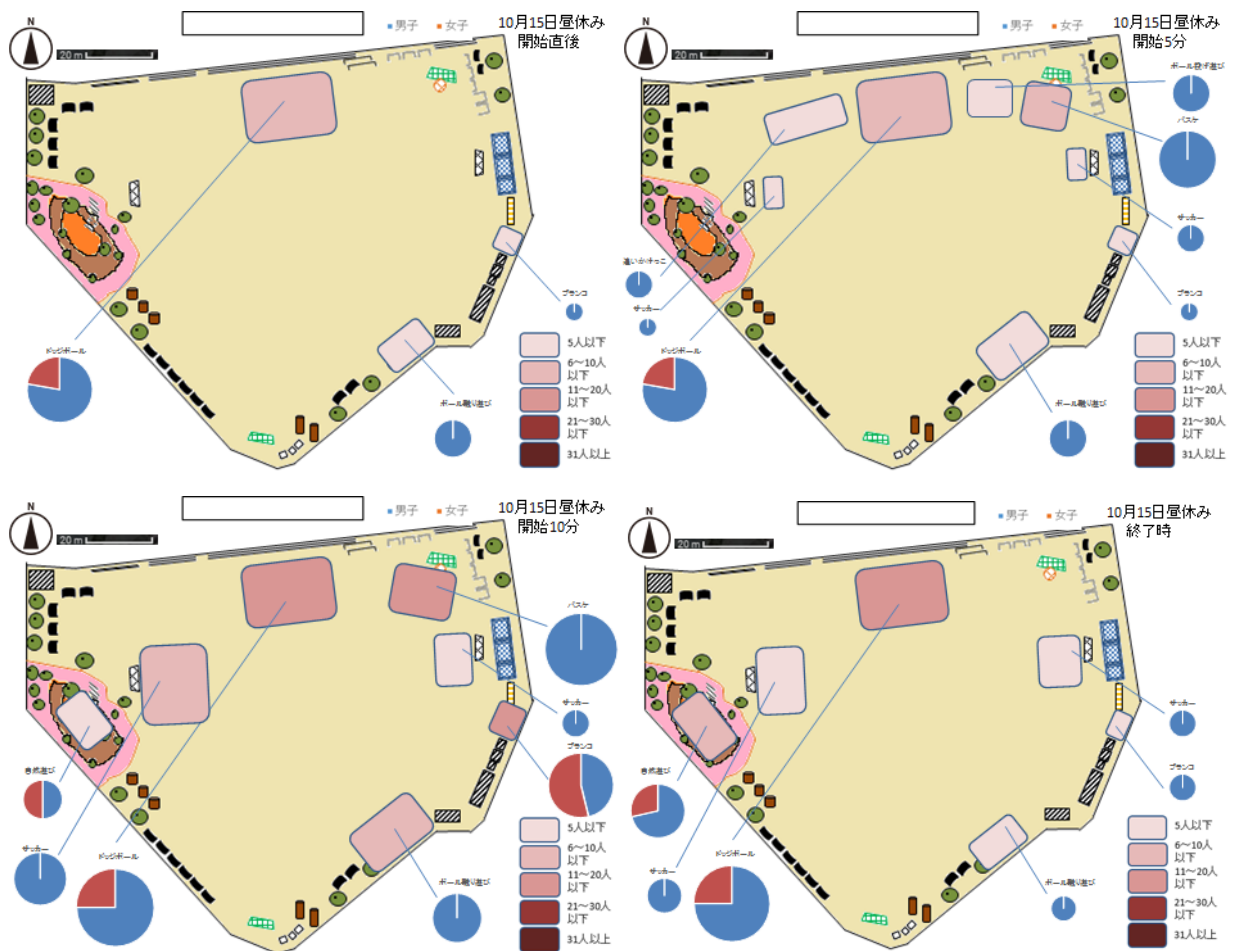 N
20 m
男子 女子
10月15日昼休み
開始直後
ドッジボール
ブランコ
ボール蹴り遊び
5人以下
6～10人
以下
11～20人
以下
21～30人
以下
31人以上
N
20 m
男子 女子
10月15日昼休み
開始5分
ボール投げ遊び
バスケ
サッカー
追いかけっこ
サッカー
ブランコ
ドッジボール
ボール蹴り遊び
5人以下
6～10人
以下
11～20人
以下
21～30人
以下
31人以上
N
20 m
男子 女子
10月15日昼休み
開始10分
バスケ
サッカー
ブランコ
自然遊び
サッカー
ドッジボール
ボール蹴り遊び
5人以下
6～10人
以下
11～20人
以下
21～30人
以下
31人以上
N
20 m
男子 女子
10月15日昼休み
終了時
サッカー
ブランコ
自然遊び
サッカー
ドッジボール
ボール蹴り遊び
5人以下
6～10人
以下
11～20人
以下
21～30人
以下
31人以上